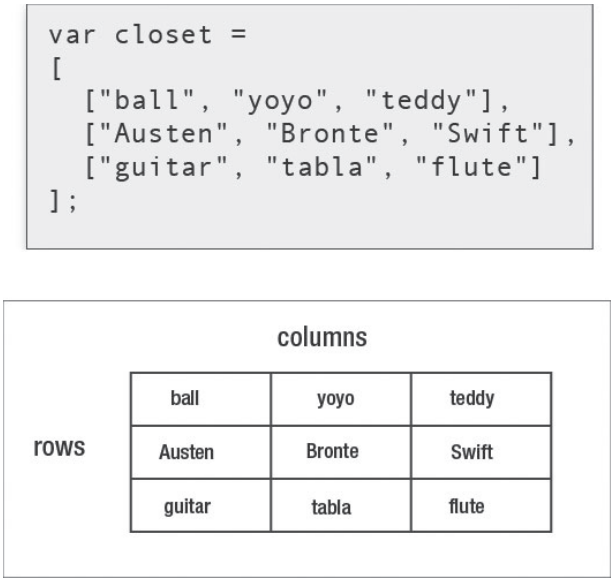 var closet =
[
["ball", "yoyo", "teddy"],
["Austen", "Bronte", "Swift"],
["guitar", "tabla", "flute"]
];
columns
ball yoyo teddy
rows Austen Bronte Swift
guitar tabla flute